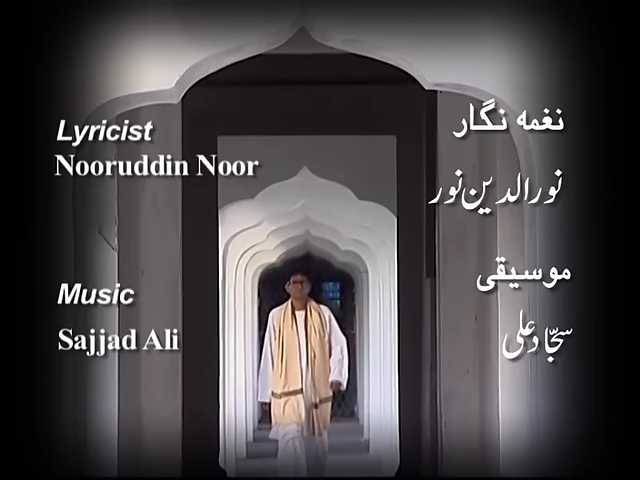 Lyricist
Nooruddin Noor
نغمہ نگار
نورالدین نور
Music
Sajjad Ali
موسیقی
سجّاد علی